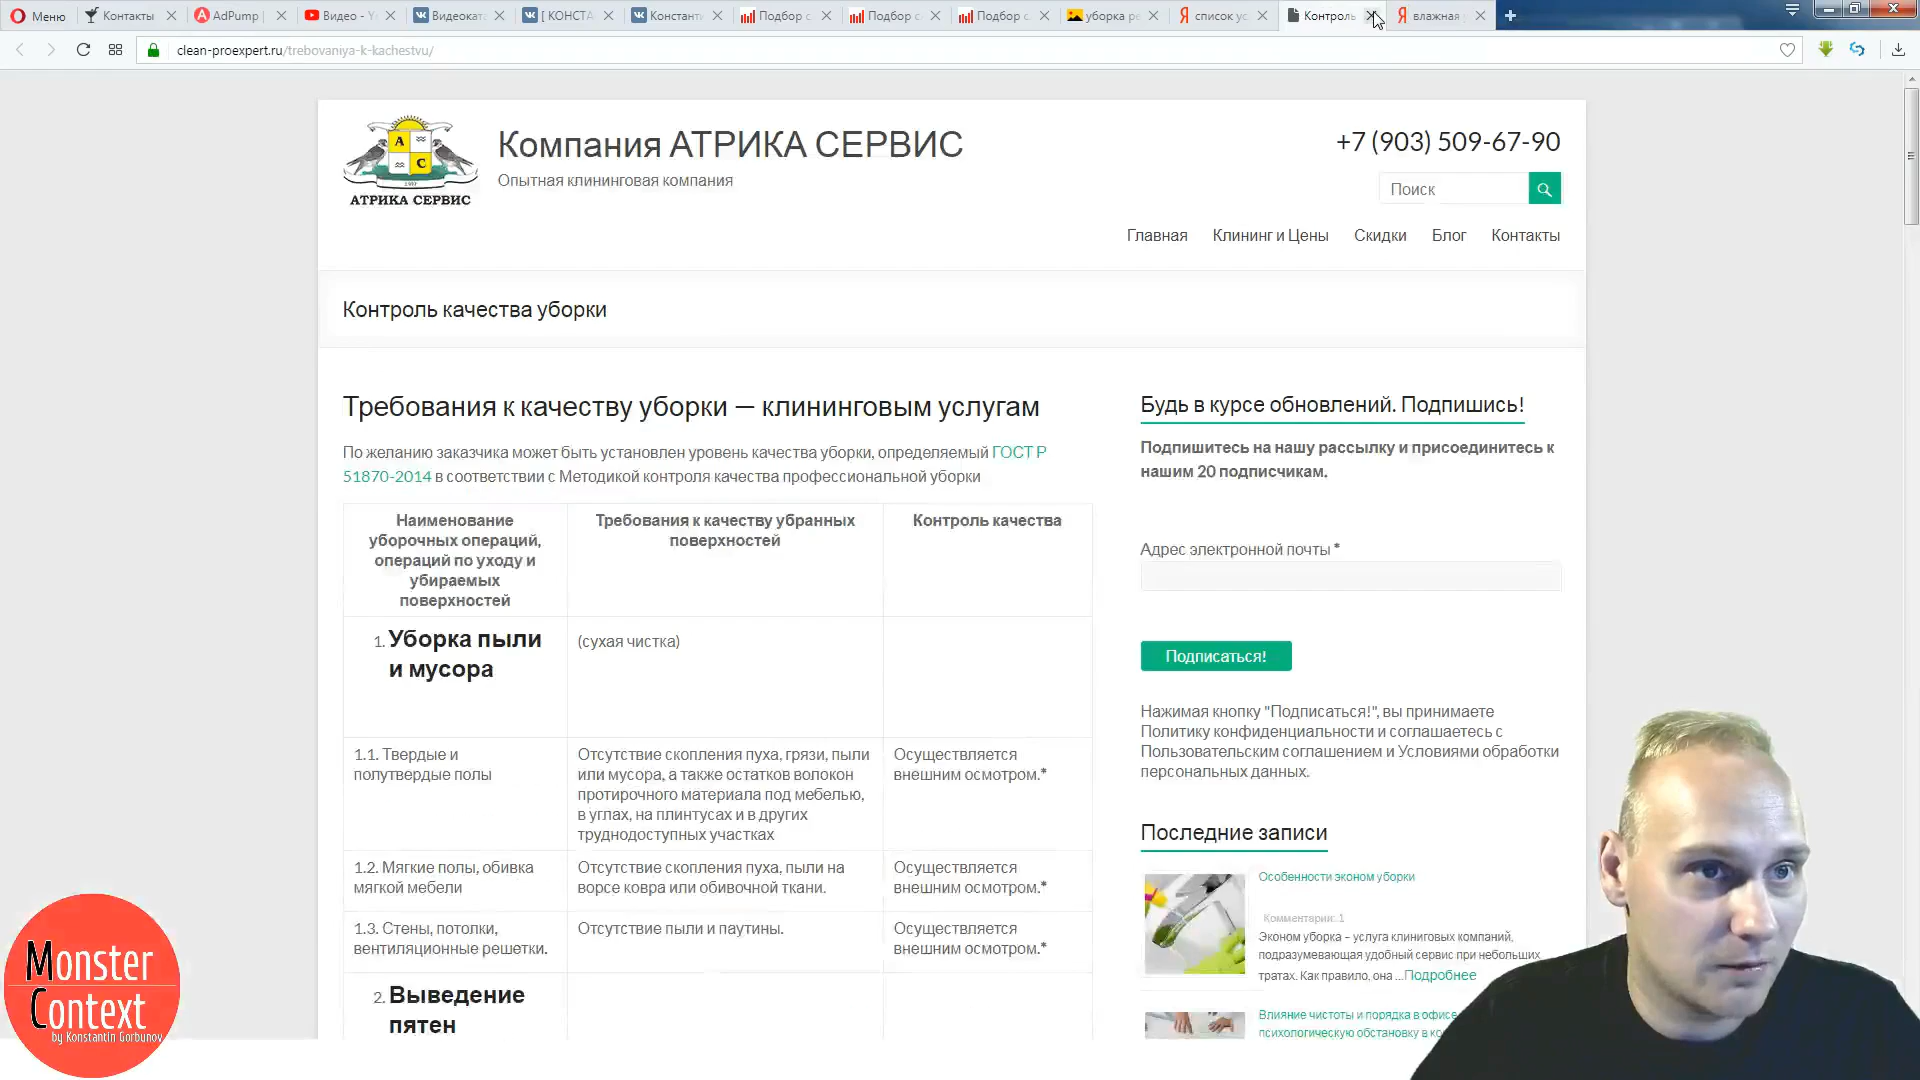 Меню
Контакты
AdPump
Видео - Y
Видеокат
[ КОНСТА
Констант
Подбор с
Подбор с
Подбор с
уборка р
список ус
Контроль
влажная
clean-proexpert.ru/trebovaniya-k-kachestvu/
A
C
АТРИКА СЕРВИС
Компания АТРИКА СЕРВИС
Опытная клининговая компания
+7 (903) 509-67-90
Поиск
Главная
Клининг и Цены
Скидки
Блог
Контакты
Контроль качества уборки
Требования к качеству уборки — клининговым услугам
По желанию заказчика может быть установлен уровень качества уборки, определяемый ГОСТ Р
51870-2014 в соответствии с Методикой контроля качества профессиональной уборки
Наименование
уборочных операций,
операций по уходу и
убираемых
поверхностей
Требования к качеству убранных
поверхностей
Контроль качества
1. Уборка пыли
и мусора
(сухая чистка)
1.1. Твердые и
полутвердые полы
Отсутствие скопления пуха, грязи, пыли
или мусора, а также остатков волокон
протирочного материала под мебелью,
в углах, на плинтусах и в других
труднодоступных участках
Осуществляется
внешним осмотром.*
1.2. Мягкие полы, обивка
мягкой мебели
Отсутствие скопления пуха, пыли на
ворсе ковра или обивочной ткани.
Осуществляется
внешним осмотром.*
1.3. Стены, потолки,
вентиляционные решетки.
Отсутствие пыли и паутины.
Осуществляется
внешним осмотром.*
2. Выведение
пятен
Будь в курсе обновлений. Подпишись!
Подпишитесь на нашу рассылку и присоединитесь к
нашим 20 подписчикам.
Адрес электронной почты *
Подписаться!
Нажимая кнопку "Подписаться!", вы принимаете
Политику конфиденциальности и соглашаетесь с
Пользовательским соглашением и Условиями обработки
персональных данных.
Последние записи
Особенности эконом уборки
Комментарии: 1
Эконом уборка – услуга клиниговых компаний,
подразумевающая удобный сервис при небольших
тратах. Как правило, она ...Подробнее
Влияние чистоты и порядка в офисе
психологическую обстановку в ко
Monster
Context
by Konstantin Gorbunov